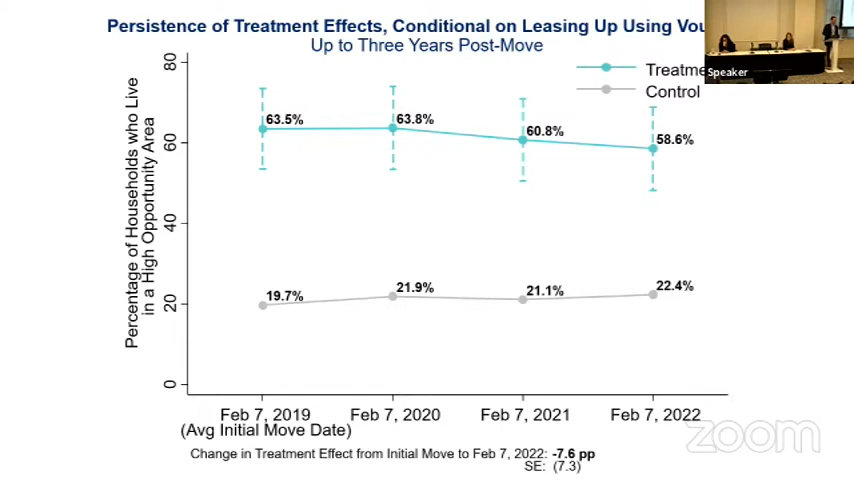 Persistence of Treatment Effects, Conditional on Leasing Up Using
Up to Three Years Post-Move
Speaker
Control
Percentage of Households who Live
in a High Opportunity Area
80
60
40
20
0
63.5%
63.8%
60.8%
58.6%
19.7%
21.9%
21.1%
22.4%
Feb 7, 2019
Feb 7, 2020
Feb 7, 2021
Feb 7, 2022
(Avg Initial Move Date)
zoom
Change in Treatment Effect from Initial Move to Feb 7, 2022: -7.6 pp
SE: (7.3)